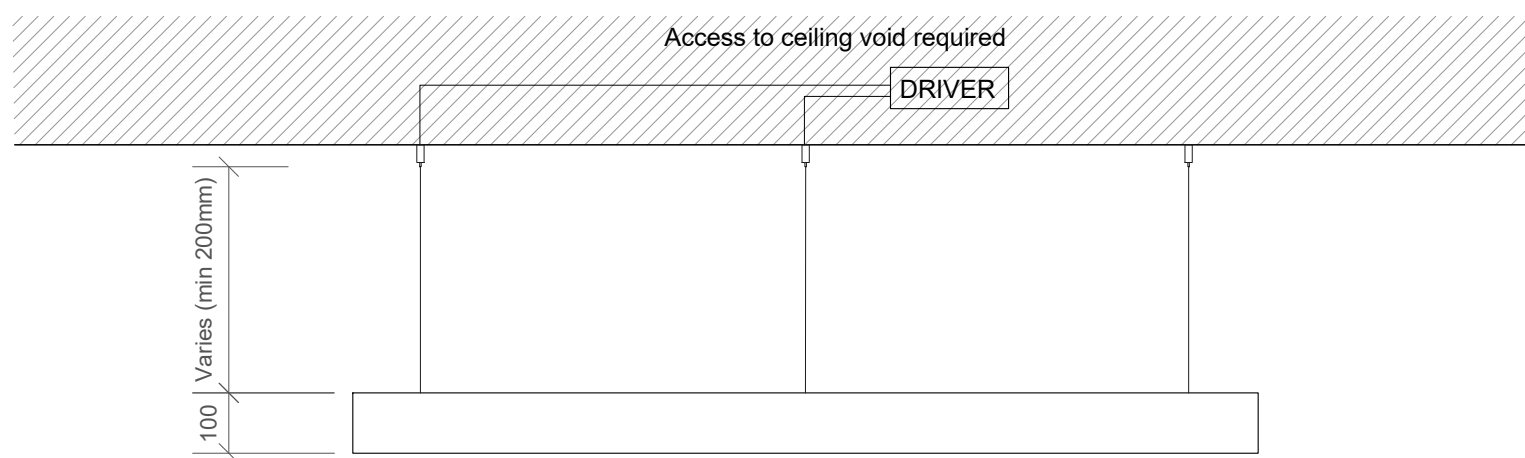 Access to ceiling void required
DRIVER
Varies (min 200mm)
100